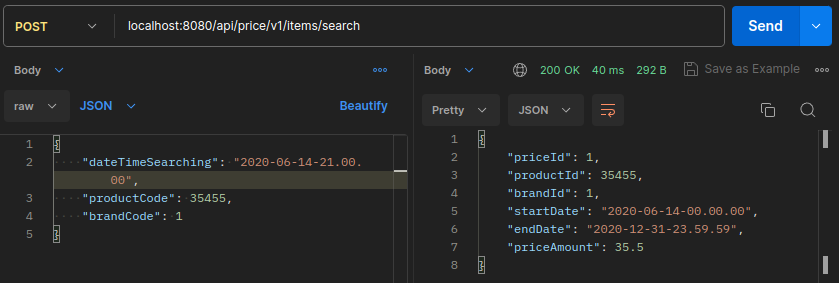 POST localhost:8080/api/price/v1/items/search Send
Body
raw JSON Beautify
1 {
2 "dateTimeSearching": "2020-06-14-21.00.
00",
3 "productCode": 35455,
4 "brandCode": 1
5 }
Body 200 OK 40 ms 292 B Save as Example
Pretty JSON
1 {
2 "priceId": 1,
3 "productId": 35455,
4 "brandId": 1,
5 "startDate": "2020-06-14-00.00.00",
6 "endDate": "2020-12-31-23.59.59",
7 "priceAmount": 35.5
8 }